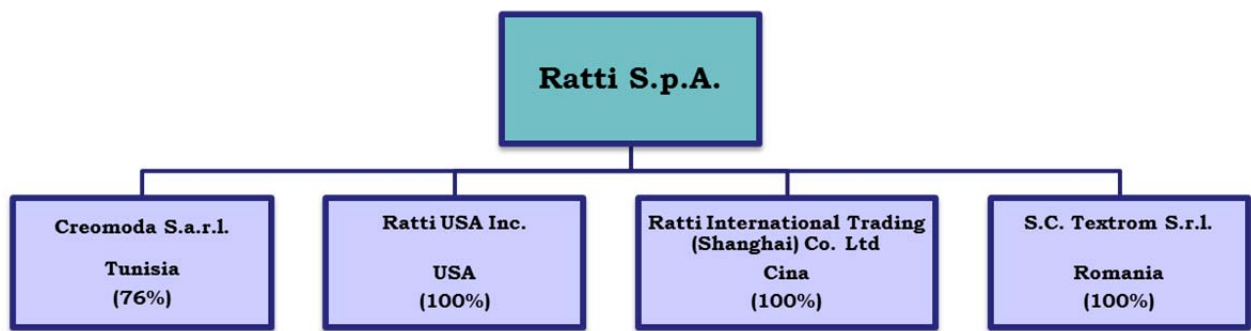 Ratti S.p.A.
Creomoda S.a.r.l.
Tunisia
(76%)
Ratti USA Inc.
USA
(100%)
Ratti International Trading
(Shanghai) Co. Ltd
Cina
(100%)
S.C. Textrom S.r.l.
Romania
(100%)